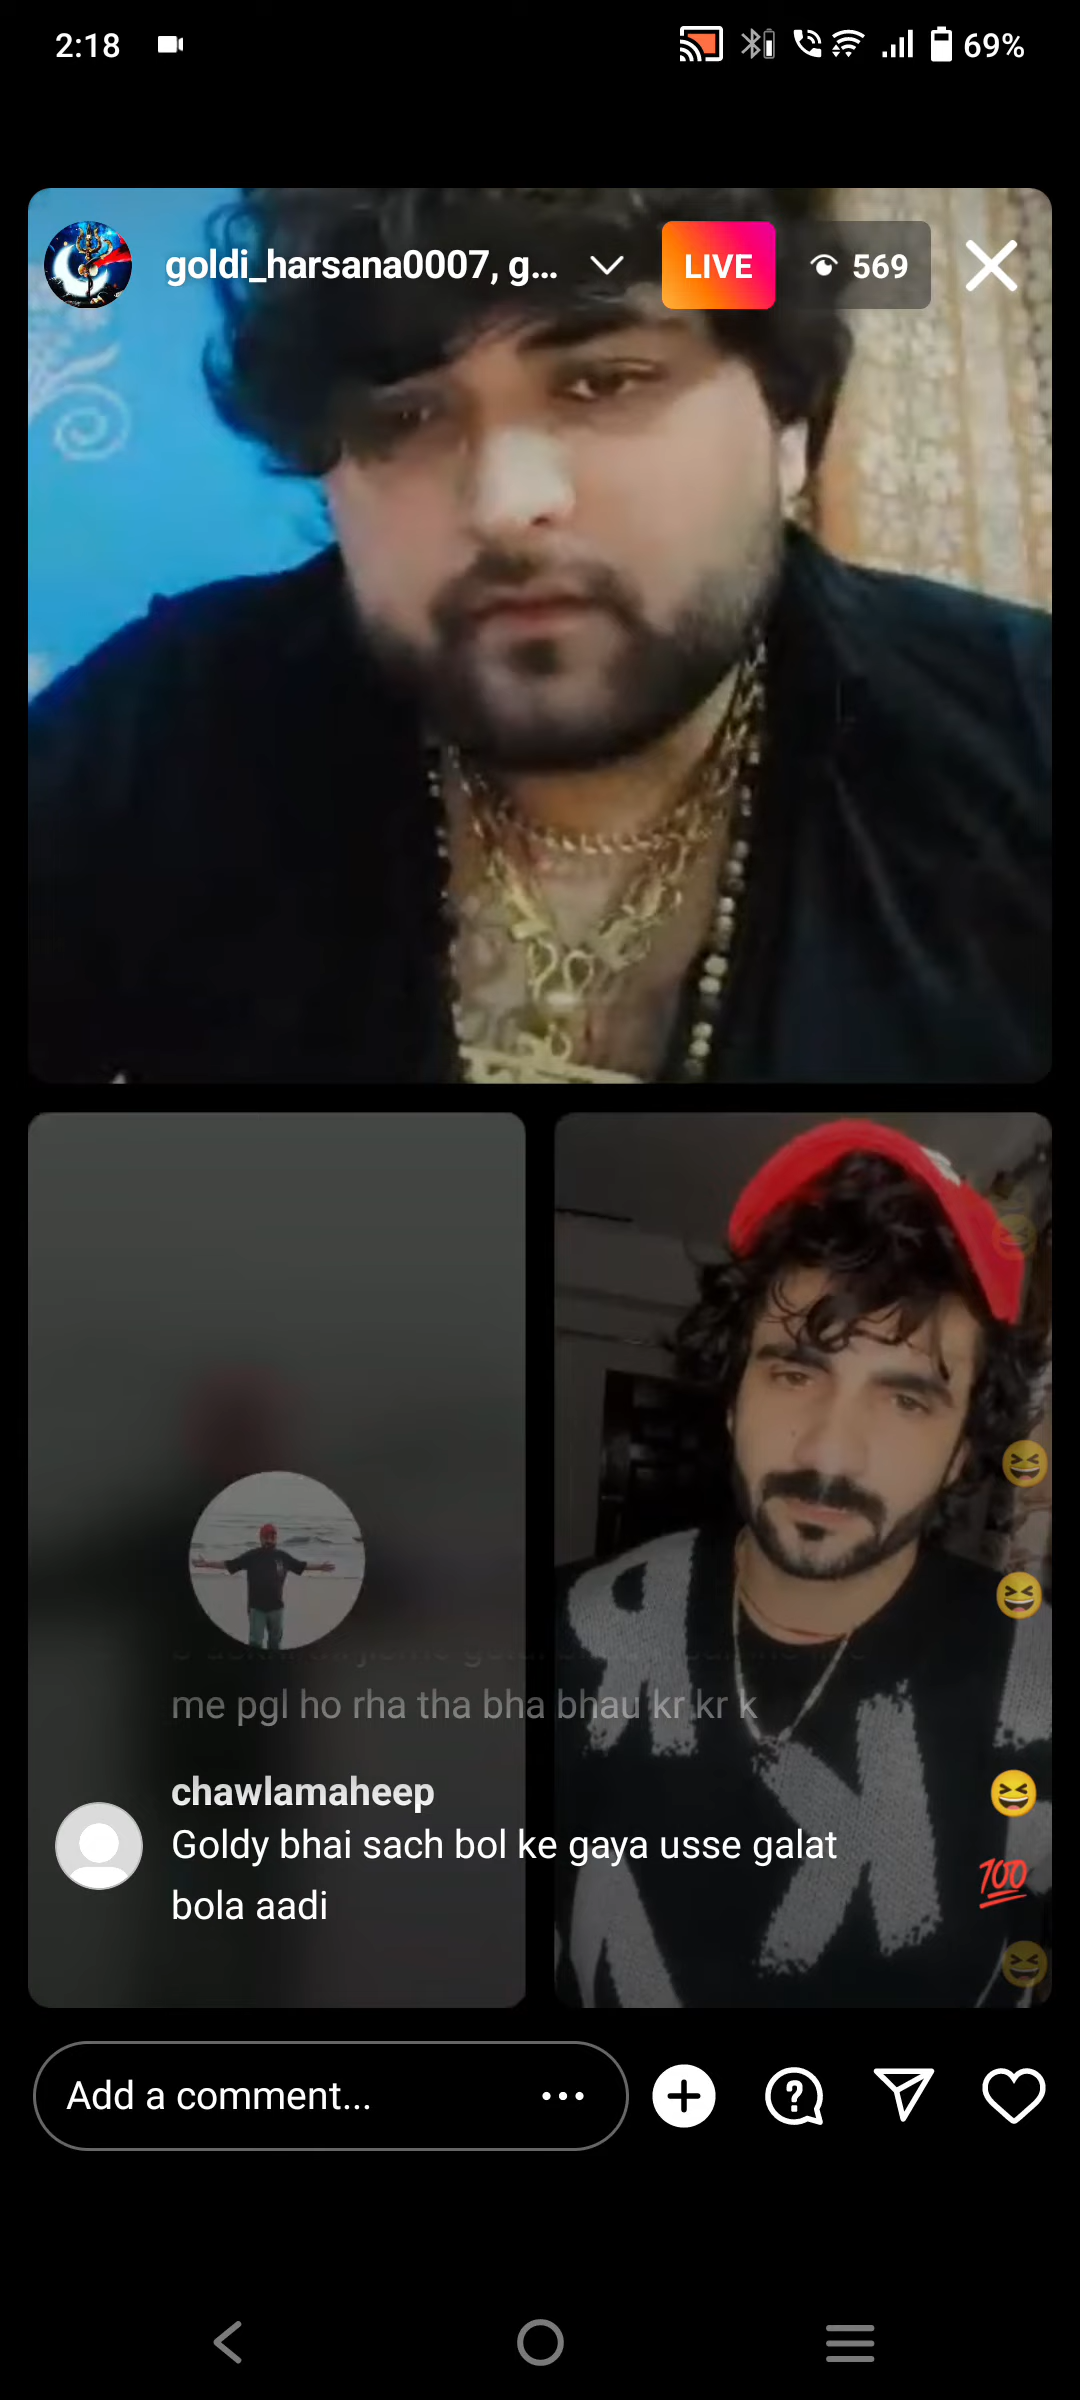 2:18
69%
goldi_harsana0007, g...
LIVE
569
me pgl ho rha tha bha bhau kr kr k
chawlamaheep
Goldy bhai sach bol ke gaya usse galat
bola aadi
Add a comment...